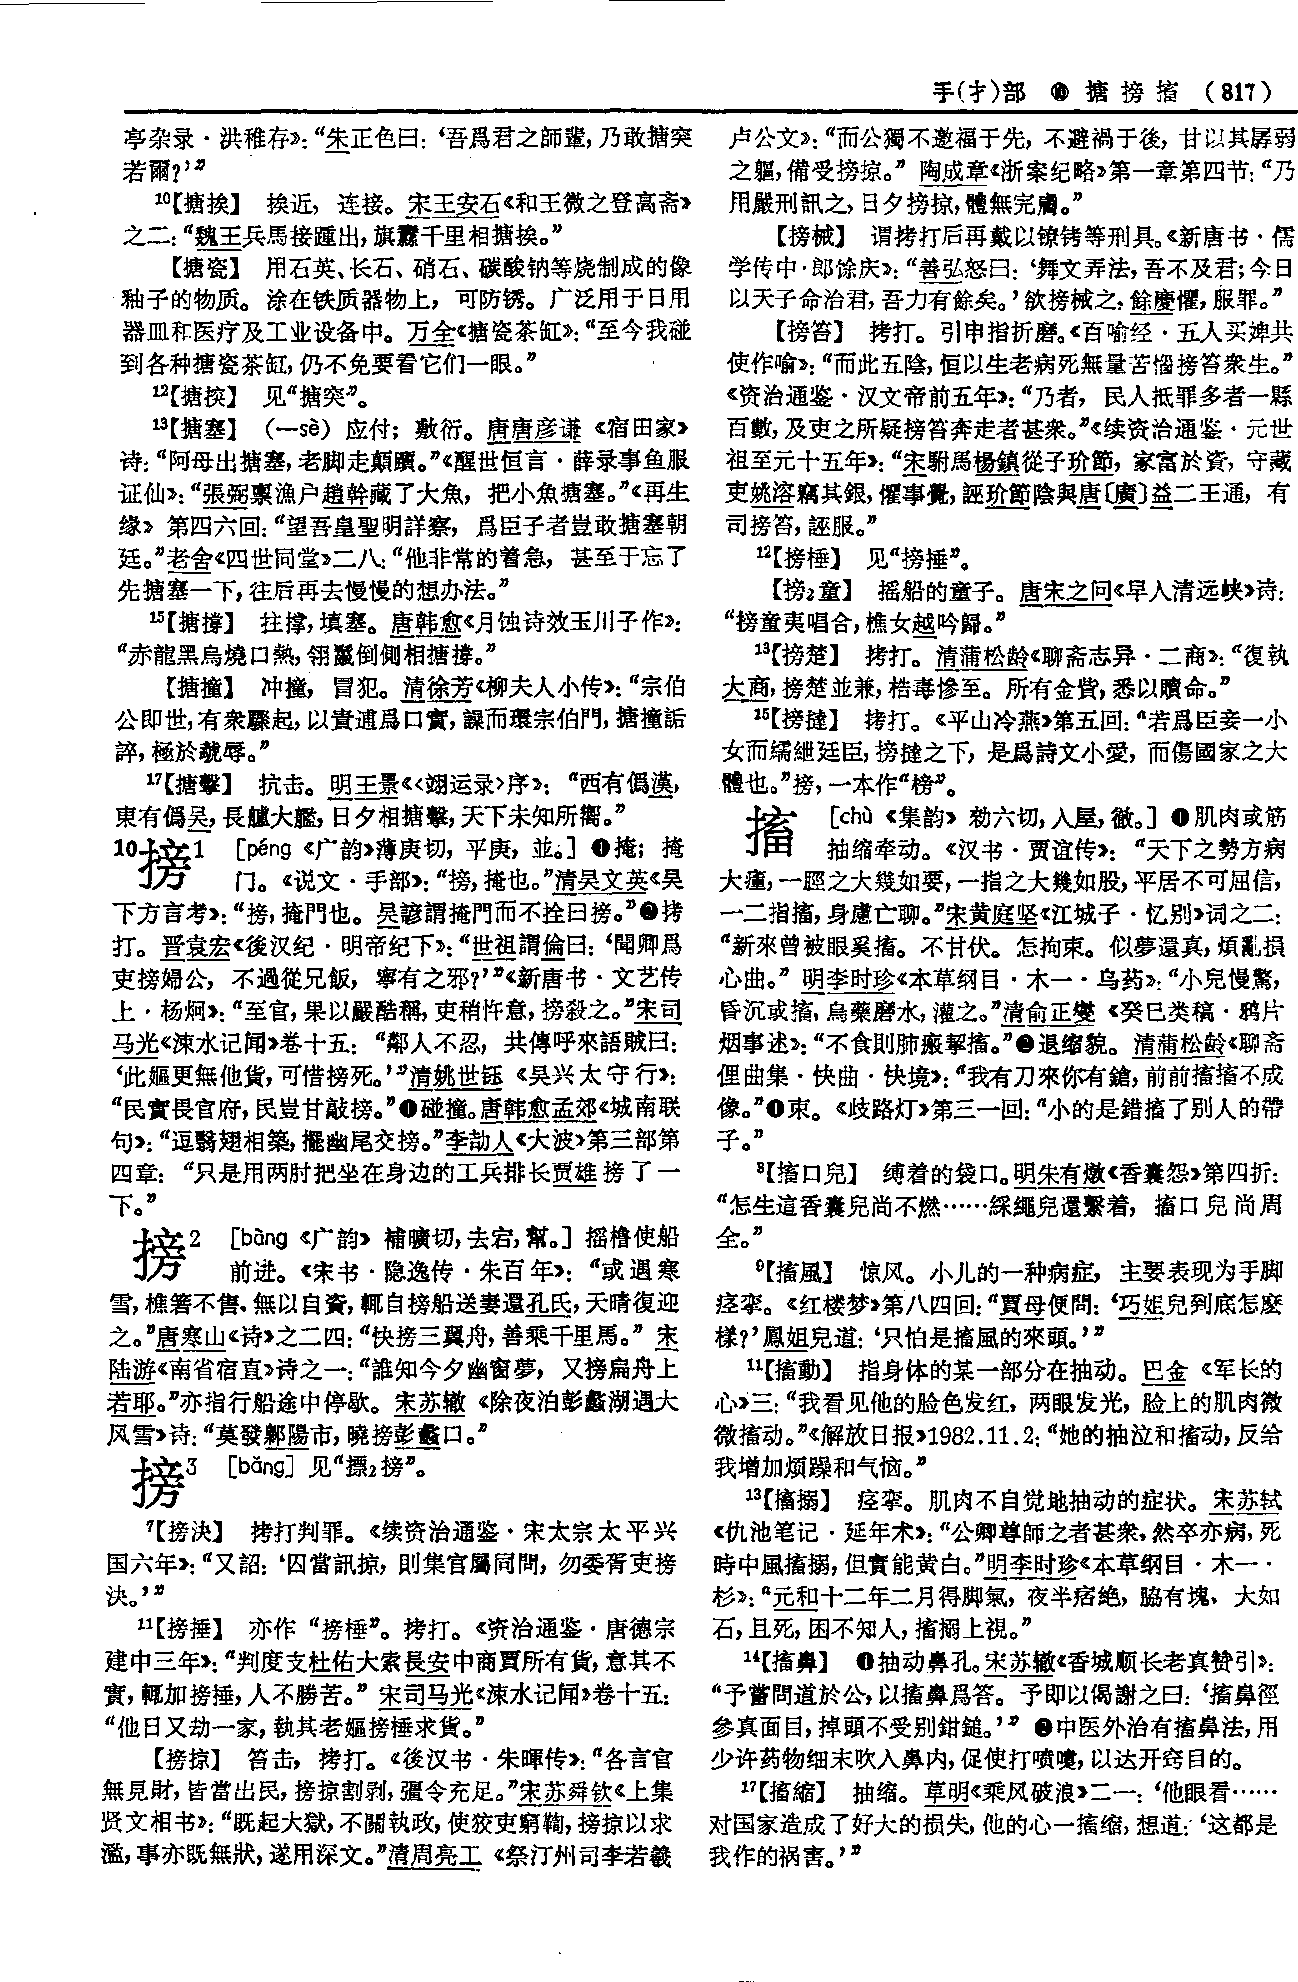 手(扌)部 ❿ 搪 搒 搐 (817)
亭杂录·洪稚存》：“朱正色曰：‘吾爲君之師輩，乃敢搪突
若爾？’”
10【搪挨】 挨近，连接。宋王安石《和王微之登高斋》
之二：“魏王兵馬接踵出，旗纛千里相搪挨。”
【搪瓷】 用石英、长石、硝石、碳酸钠等烧制成的像
釉子的物质。涂在铁质器物上，可防锈。广泛用于日用
器皿和医疗及工业设备中。万全《搪瓷茶缸》：“至今我碰
到各种搪瓷茶缸，仍不免要看它们一眼。”
12【搪揬】 见“搪突”。
13【搪塞】 (—sè) 应付；敷衍。唐唐彦谦《宿田家》
诗：“阿母出搪塞，老脚走顛躓。”《醒世恒言·薛录事鱼服
证仙》：“張弼稟漁户趙幹藏了大魚，把小魚搪塞。”《再生
缘》第四六回：“望吾皇聖明詳察，爲臣子者豈敢搪塞朝
廷。”老舍《四世同堂》二八：“他非常的着急，甚至于忘了
先搪塞一下，往后再去慢慢的想办法。”
15【搪撐】 拄撑，填塞。唐韩愈《月蚀诗效玉川子作》：
“赤龍黑烏燒口熱，翎鬣倒側相搪撐。”
【搪撞】 冲撞，冒犯。清徐芳《柳夫人小传》：“宗伯
公即世，有衆驟起，以責逋爲口實，譟而環宗伯門，搪撞詬
誶，極於虣辱。”
17【搪擊】 抗击。明王景《〈翊运录〉序》：“西有僞漢，
東有僞吴，長艫大艦，日夕相搪擊，天下未知所嚮。”
10搒1 [péng《广韵》薄庚切，平庚，並。] ❶掩；掩
门。《说文·手部》：“搒，掩也。”清吴文英《吴
下方言考》：“搒，掩門也。吴諺謂掩門而不拴曰搒。”❷拷
打。晋袁宏《後汉纪·明帝纪下》：“世祖謂倫曰：‘聞卿爲
吏搒婦公，不過從兄飯，寧有之邪？’”《新唐书·文艺传
上·杨炯》：“至官，果以嚴酷稱，吏稍忤意，搒殺之。”宋司
马光《涑水记闻》卷十五：“鄰人不忍，共傳呼來語賊曰：
‘此嫗更無他貨，可惜搒死。’”清姚世钰《吴兴太守行》：
“民實畏官府，民豈甘敲搒。”❸碰撞。唐韩愈孟郊《城南联
句》：“逗翳翅相築，擺幽尾交搒。”李劼人《大波》第三部第
四章：“只是用两肘把坐在身边的工兵排长贾雄搒了一
下。”
搒2 [bàng《广韵》補曠切，去宕，幫。] 摇橹使船
前进。《宋书·隐逸传·朱百年》：“或遇寒
雪，樵箬不售，無以自資，輒自搒船送妻還孔氏，天晴復迎
之。”唐寒山《诗》之二四：“快搒三翼舟，善乘千里馬。”宋
陆游《南省宿直》诗之一：“誰知今夕幽窗夢，又搒扁舟上
若耶。”亦指行船途中停歇。宋苏辙《除夜泊彭蠡湖遇大
风雪》诗：“莫發鄡陽市，曉搒彭蠡口。”
搒3 [bǎng] 见“摽2搒”。
7【搒決】 拷打判罪。《续资治通鉴·宋太宗太平兴
国六年》：“又詔：‘囚當訊掠，則集官屬同問，勿委胥吏搒
決。’”
11【搒捶】 亦作“搒棰”。拷打。《资治通鉴·唐德宗
建中三年》：“判度支杜佑大索長安中商賈所有貨，意其不
實，輒加搒捶，人不勝苦。”宋司马光《涑水记闻》卷十五：
“他日又劫一家，執其老嫗搒棰求貨。”
【搒掠】 笞击，拷打。《後汉书·朱暉传》：“各言官
無見財，皆當出民，搒掠割剥，彊令充足。”宋苏舜钦《上集
贤文相书》：“既起大獄，不關執政，使狡吏窮鞫，搒掠以求
濫，事亦既無狀，遂用深文。”清周亮工《祭汀州司李若羲
卢公文》：“而公獨不邀福于先，不避禍于後，甘以其孱弱
之軀，備受搒掠。”陶成章《浙案纪略》第一章第四节：“乃
用嚴刑訊之，日夕搒掠，體無完膚。”
【搒械】 谓拷打后再戴以镣铐等刑具。《新唐书·儒
学传中·郎馀庆》：“善弘怒曰：‘舞文弄法，吾不及君；今日
以天子命治君，吾力有餘矣。’欲搒械之，餘慶懼，服罪。”
【搒笞】 拷打。引申指折磨。《百喻经·五人买婢共
使作喻》：“而此五陰，恒以生老病死無量苦惱搒笞衆生。”
《资治通鉴·汉文帝前五年》：“乃者，民人抵罪多者一縣
百數，及吏之所疑搒笞奔走者甚衆。”《续资治通鉴·元世
祖至元十五年》：“宋駙馬楊鎮從子玠節，家富於資，守藏
吏姚溶竊其銀，懼事覺，誣玠節陰與唐〔廣〕益二王通，有
司搒笞，誣服。”
12【搒棰】 见“搒捶”。
【搒2童】 摇船的童子。唐宋之问《早入清远峡》诗：
“搒童夷唱合，樵女越吟歸。”
13【搒楚】 拷打。清蒲松龄《聊斋志异·二商》：“復執
大商，搒楚並兼，梏毒慘至。所有金貲，悉以贖命。”
15【搒撻】 拷打。《平山冷燕》第五回：“若爲臣妾一小
女而縲紲廷臣，搒撻之下，是爲詩文小愛，而傷國家之大
體也。”搒，一本作“榜”。
搐 [chù《集韵》勑六切，入屋，徹。] ❶肌肉或筋
抽缩牵动。《汉书·贾谊传》：“天下之勢方病
大瘇，一脛之大幾如要，一指之大幾如股，平居不可屈信，
一二指搐，身慮亡聊。”宋黄庭坚《江城子·忆别》词之二：
“新來曾被眼奚搐。不甘伏。怎拘束。似夢還真，煩亂損
心曲。”明李时珍《本草纲目·木一·乌药》：“小兒慢驚，
昏沉或搐，烏藥磨水，灌之。”清俞正燮《癸巳类稿·鸦片
烟事述》：“不食則肺瘢挈搐。”❷退缩貌。清蒲松龄《聊斋
俚曲集·快曲·快境》：“我有刀來你有鎗，前前搐搐不成
像。”❸束。《歧路灯》第三一回：“小的是錯搐了别人的帶
子。”
8【搐口兒】 缚着的袋口。明朱有燉《香囊怨》第四折：
“怎生這香囊兒尚不燃……綵繩兒還繫着，搐口兒尚周
全。”
9【搐風】 惊风。小儿的一种病症，主要表现为手脚
痉挛。《红楼梦》第八四回：“賈母便問：‘巧姐兒到底怎麽
樣？’鳳姐兒道：‘只怕是搐風的來頭。’”
11【搐動】 指身体的某一部分在抽动。巴金《军长的
心》三：“我看见他的脸色发红，两眼发光，脸上的肌肉微
微搐动。”《解放日报》1982.11.2：“她的抽泣和搐动，反给
我增加烦躁和气恼。”
13【搐搦】 痉挛。肌肉不自觉地抽动的症状。宋苏轼
《仇池笔记·延年术》：“公卿尊師之者甚衆，然卒亦病，死
時中風搐搦，但實能黄白。”明李时珍《本草纲目·木一·
杉》：“元和十二年二月得脚氣，夜半痞絶，脇有塊，大如
石，且死，困不知人，搐搦上視。”
14【搐鼻】 ❶抽动鼻孔。宋苏辙《香城顺长老真赞引》：
“予嘗問道於公，以搐鼻爲答。予即以偈謝之曰：‘搐鼻徑
參真面目，掉頭不受别鉗鎚。’” ❷中医外治有搐鼻法，用
少许药物细末吹入鼻内，促使打喷嚏，以达开窍目的。
17【搐縮】 抽缩。草明《乘风破浪》二一：‘他眼看……
对国家造成了好大的损失，他的心一搐缩，想道：‘这都是
我作的祸害。’”